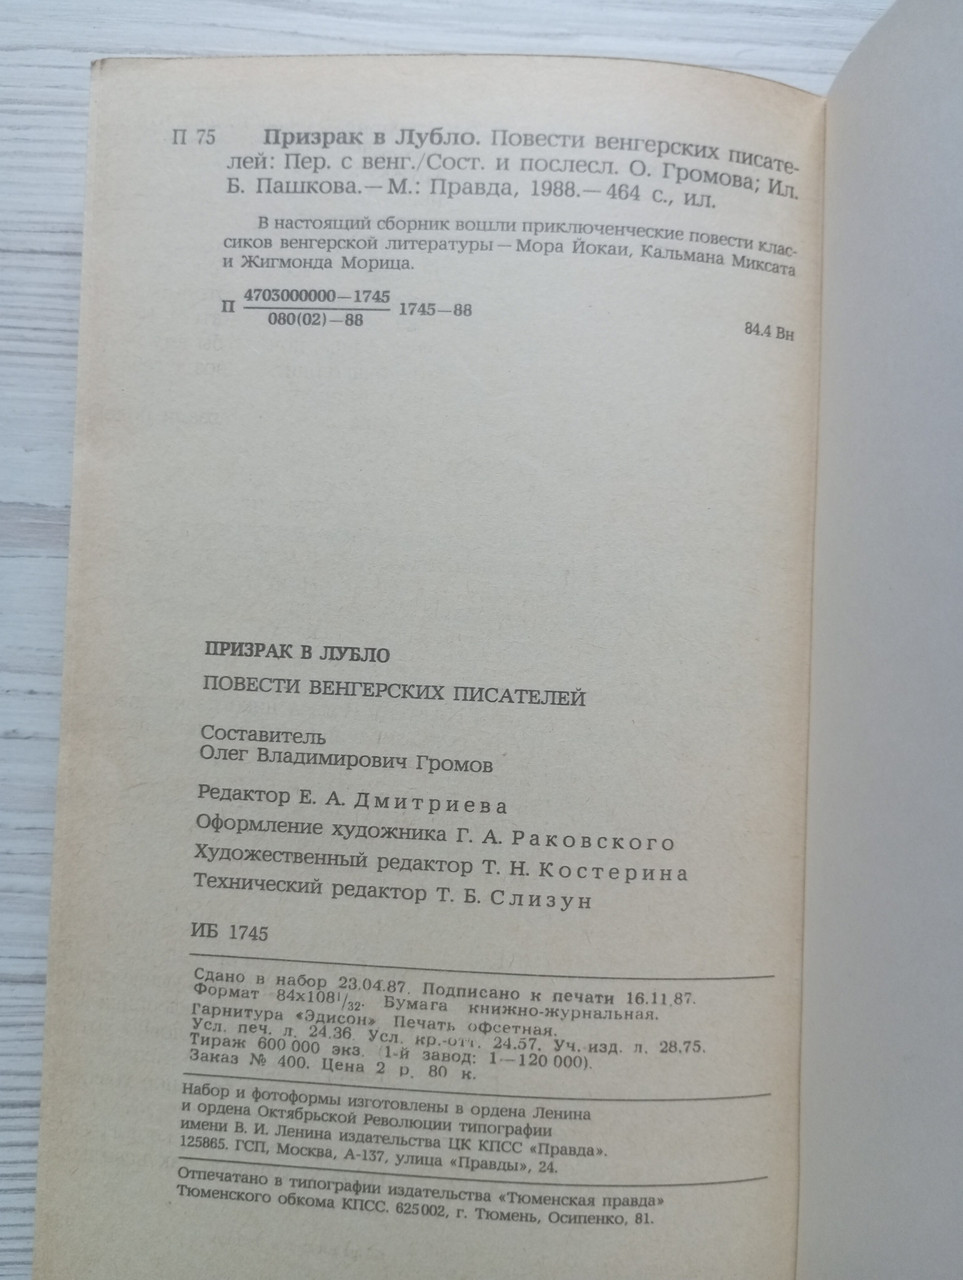 П 75 Призрак в Лубло. Повести венгерских писате-
лей: Пер. с венг./Сост. и послесл. О. Громова; Ил.
Б. Пашкова.— М.: Правда, 1988.— 464 с., ил.
В настоящий сборник вошли приключенческие повести клас-
сиков венгерской литературы — Мора Йокаи, Кальмана Миксата
и Жигмонда Морица.
П 4703000000—1745 1745—88
080(02)—88
84.4 Вн
ПРИЗРАК В ЛУБЛО
ПОВЕСТИ ВЕНГЕРСКИХ ПИСАТЕЛЕЙ
Составитель
Олег Владимирович Громов
Редактор Е. А. Дмитриева
Оформление художника Г. А. Раковского
Художественный редактор Т. Н. Костерина
Технический редактор Т. Б. Слизун
ИБ 1745
Сдано в набор 23.04.87. Подписано к печати 16.11.87.
Формат 84х108¹/₃₂. Бумага книжно-журнальная.
Гарнитура «Эдисон» Печать офсетная.
Усл. печ. л. 24.36. Усл. кр.-отт. 24.57. Уч. изд. л. 28,75.
Тираж 600 000 экз. (1-й завод: 1—120 000).
Заказ № 400. Цена 2 р. 80 к.
Набор и фотоформы изготовлены в ордена Ленина
и ордена Октябрьской Революции типографии
имени В. И. Ленина издательства ЦК КПСС «Правда».
125865. ГСП, Москва, А-137, улица «Правды», 24.
Отпечатано в типографии издательства «Тюменская правда»
Тюменского обкома КПСС. 625002, г. Тюмень, Осипенко, 81.